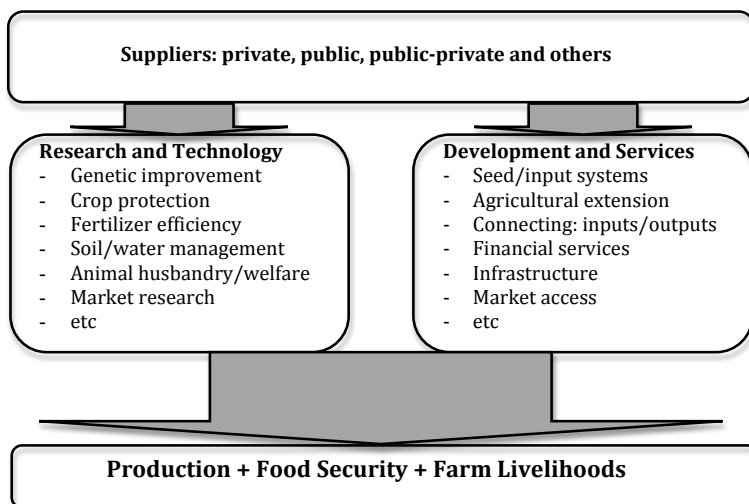 Suppliers: private, public, public-private and others
Research and Technology
- Genetic improvement
- Crop protection
- Fertilizer efficiency
- Soil/water management
- Animal husbandry/welfare
- Market research
- etc
Development and Services
- Seed/input systems
- Agricultural extension
- Connecting: inputs/outputs
- Financial services
- Infrastructure
- Market access
- etc
Production + Food Security + Farm Livelihoods